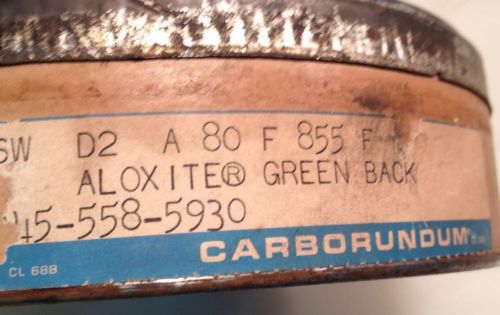 SW D2 A 80 F 855 F
ALOXITE® GREEN BACK
45-558-5930
CARBORUNDUM
CL 688